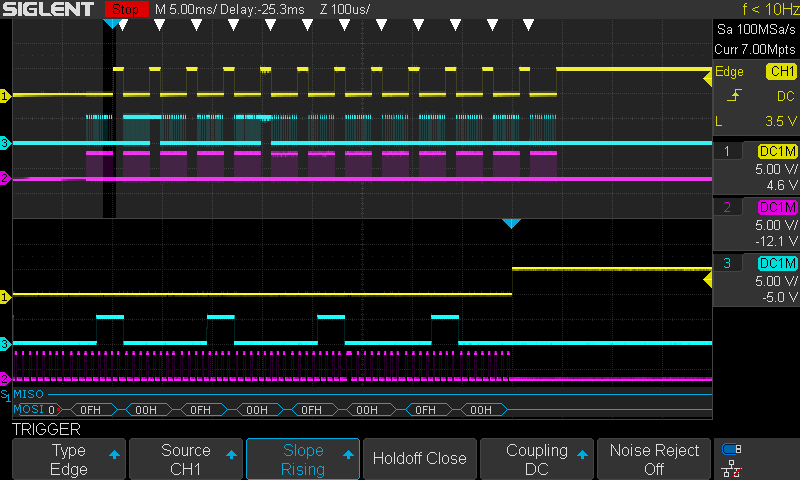 SIGLENT Stop M 5.00ms/ Delay:-25.3ms Z 100us/ f < 10Hz
Sa 100MSa/s
Curr 7.00Mpts
Edge CH1
DC
L 3.5 V
1 DC1M
5.00 V/
4.6 V
2 DC1M
5.00 V/
-12.1 V
3 DC1M
5.00 V/
-5.0 V
1
3
2
1
3
2
S1 MISO
MOSI 0 0FH 00H 0FH 00H 0FH 00H 0FH 00H
TRIGGER
Type
Edge
Source
CH1
Slope
Rising
Holdoff Close
Coupling
DC
Noise Reject
Off